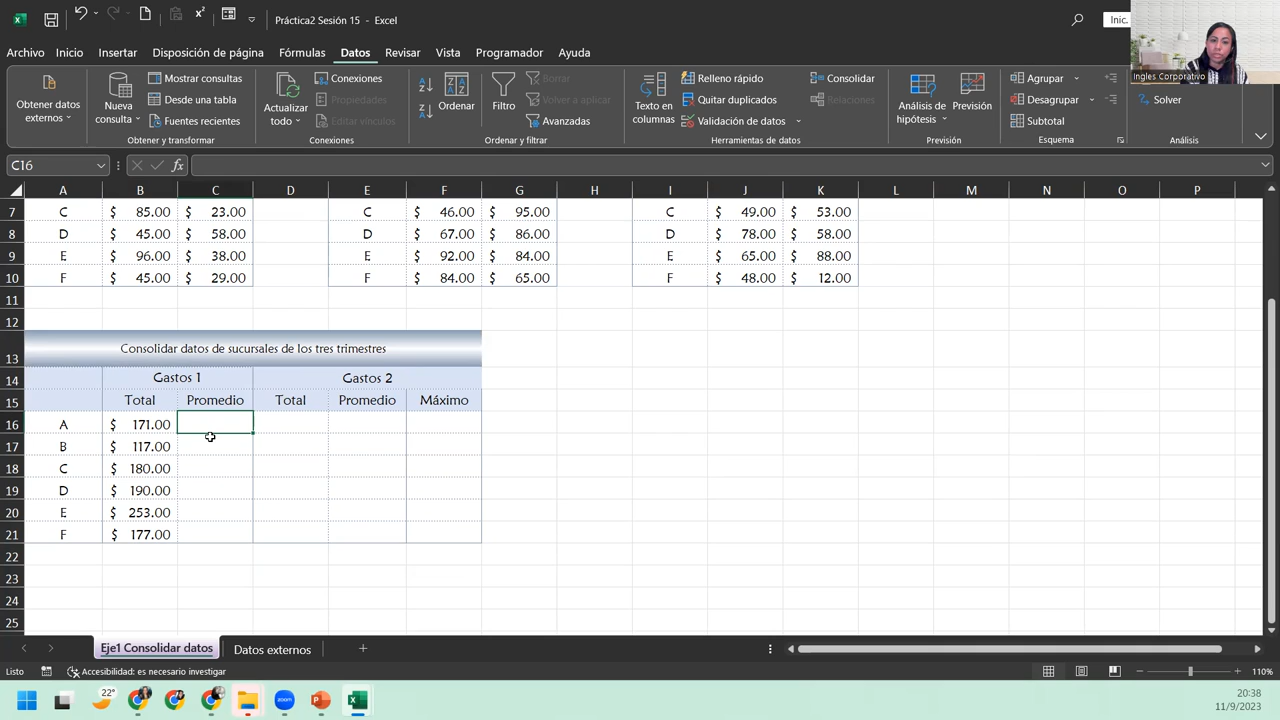 Práctica2 Sesión 15 - Excel
Inic.
Archivo Inicio Insertar Disposición de página Fórmulas Datos Revisar Vista Programador Ayuda
Ingles Corporativo
Obtener datos externos
Nueva consulta
Mostrar consultas
Desde una tabla
Fuentes recientes
Obtener y transformar
Actualizar todo
Conexiones
Propiedades
Editar vínculos
Conexiones
Ordenar
Filtro
Borrar
Volver a aplicar
Avanzadas
Ordenar y filtrar
Texto en columnas
Relleno rápido
Quitar duplicados
Validación de datos
Consolidar
Relaciones
Herramientas de datos
Análisis de hipótesis
Previsión
Previsión
Agrupar
Desagrupar
Subtotal
Esquema
Solver
Análisis
C16 fx
A B C D E F G H I J K L M N O P
7 C $ 85.00 $ 23.00 C $ 46.00 $ 95.00 C $ 49.00 $ 53.00
8 D $ 45.00 $ 58.00 D $ 67.00 $ 86.00 D $ 78.00 $ 58.00
9 E $ 96.00 $ 38.00 E $ 92.00 $ 84.00 E $ 65.00 $ 88.00
10 F $ 45.00 $ 29.00 F $ 84.00 $ 65.00 F $ 48.00 $ 12.00
11
12
13 Consolidar datos de sucursales de los tres trimestres
14 Gastos 1 Gastos 2
15 Total Promedio Total Promedio Máximo
16 A $ 171.00
17 B $ 117.00
18 C $ 180.00
19 D $ 190.00
20 E $ 253.00
21 F $ 177.00
22
23
24
25
Eje1 Consolidar datos Datos externos
Listo Accesibilidad: es necesario investigar 110%
22°
zoom
20:38
11/9/2023